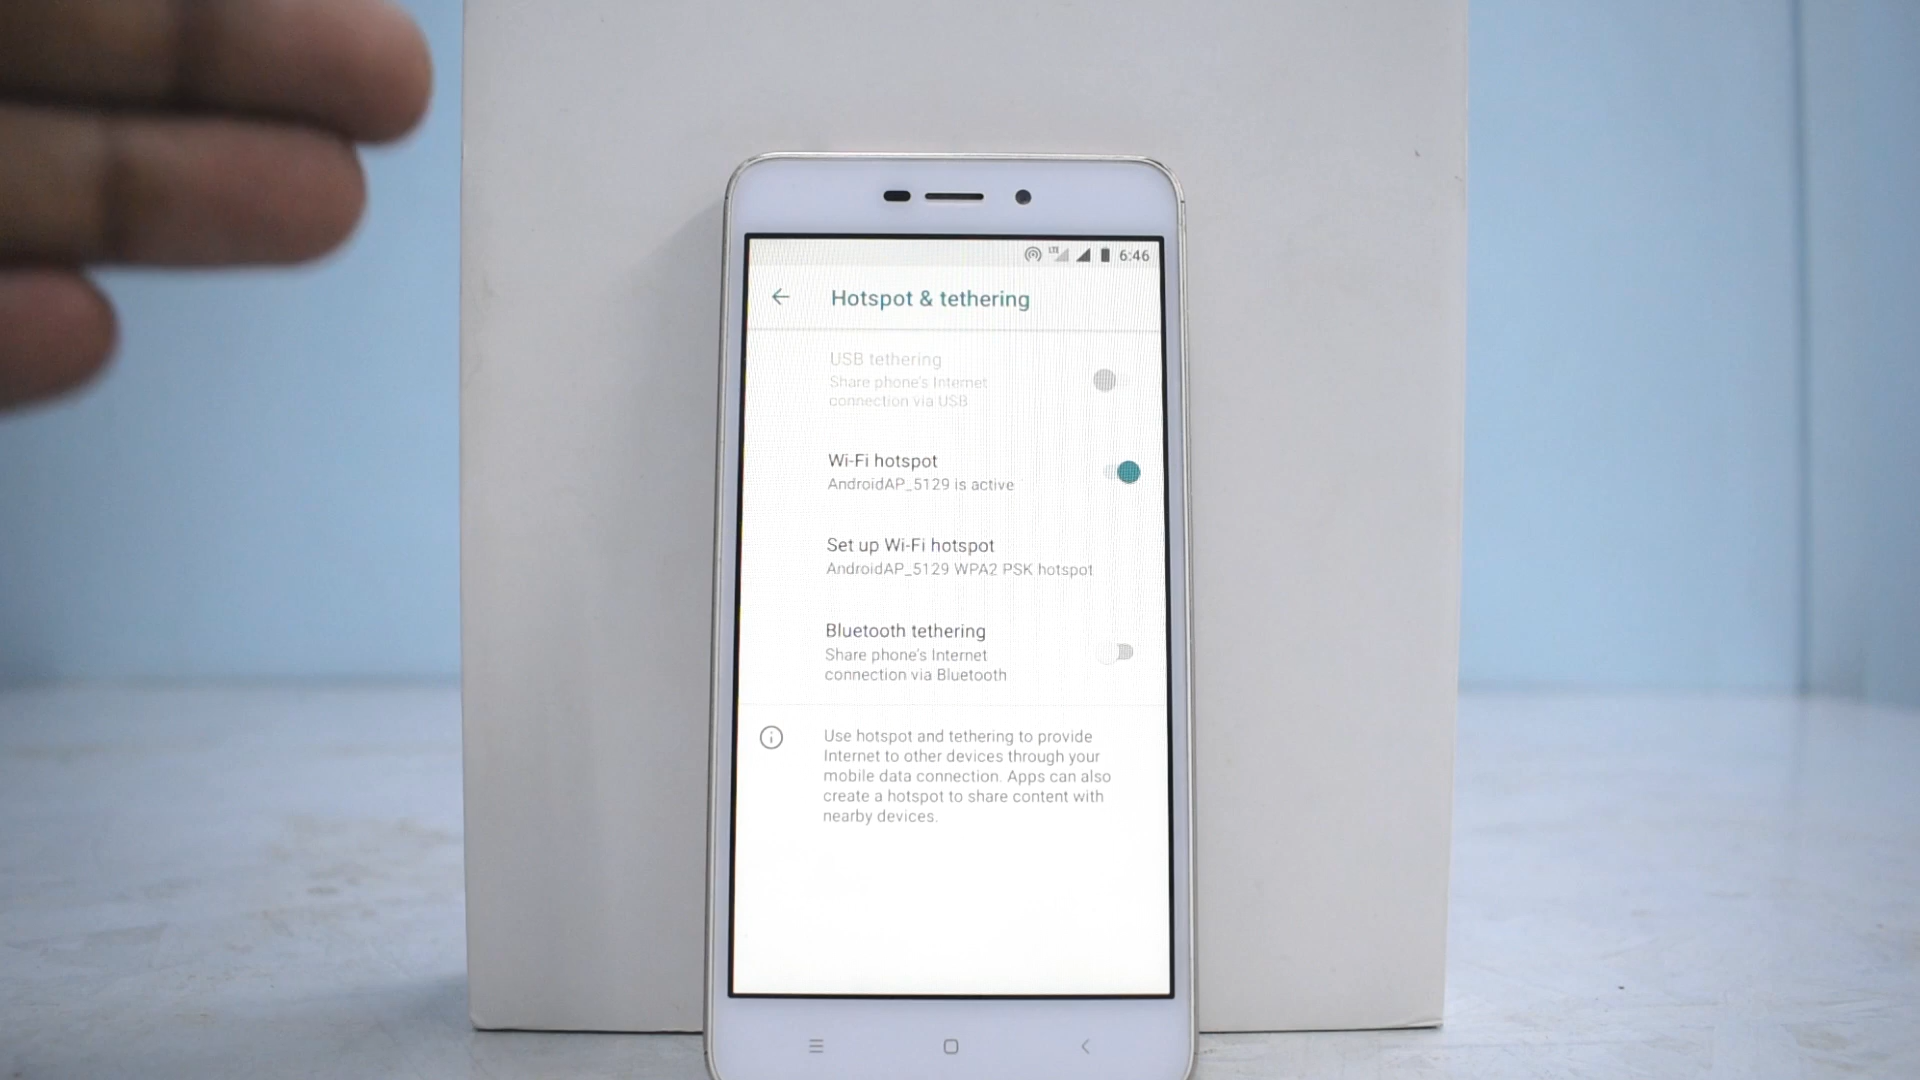 LTE 6:46
Hotspot & tethering
USB tethering
Share phone's Internet
connection via USB
Wi-Fi hotspot
AndroidAP_5129 is active
Set up Wi-Fi hotspot
AndroidAP_5129 WPA2 PSK hotspot
Bluetooth tethering
Share phone's Internet
connection via Bluetooth
Use hotspot and tethering to provide
Internet to other devices through your
mobile data connection. Apps can also
create a hotspot to share content with
nearby devices.